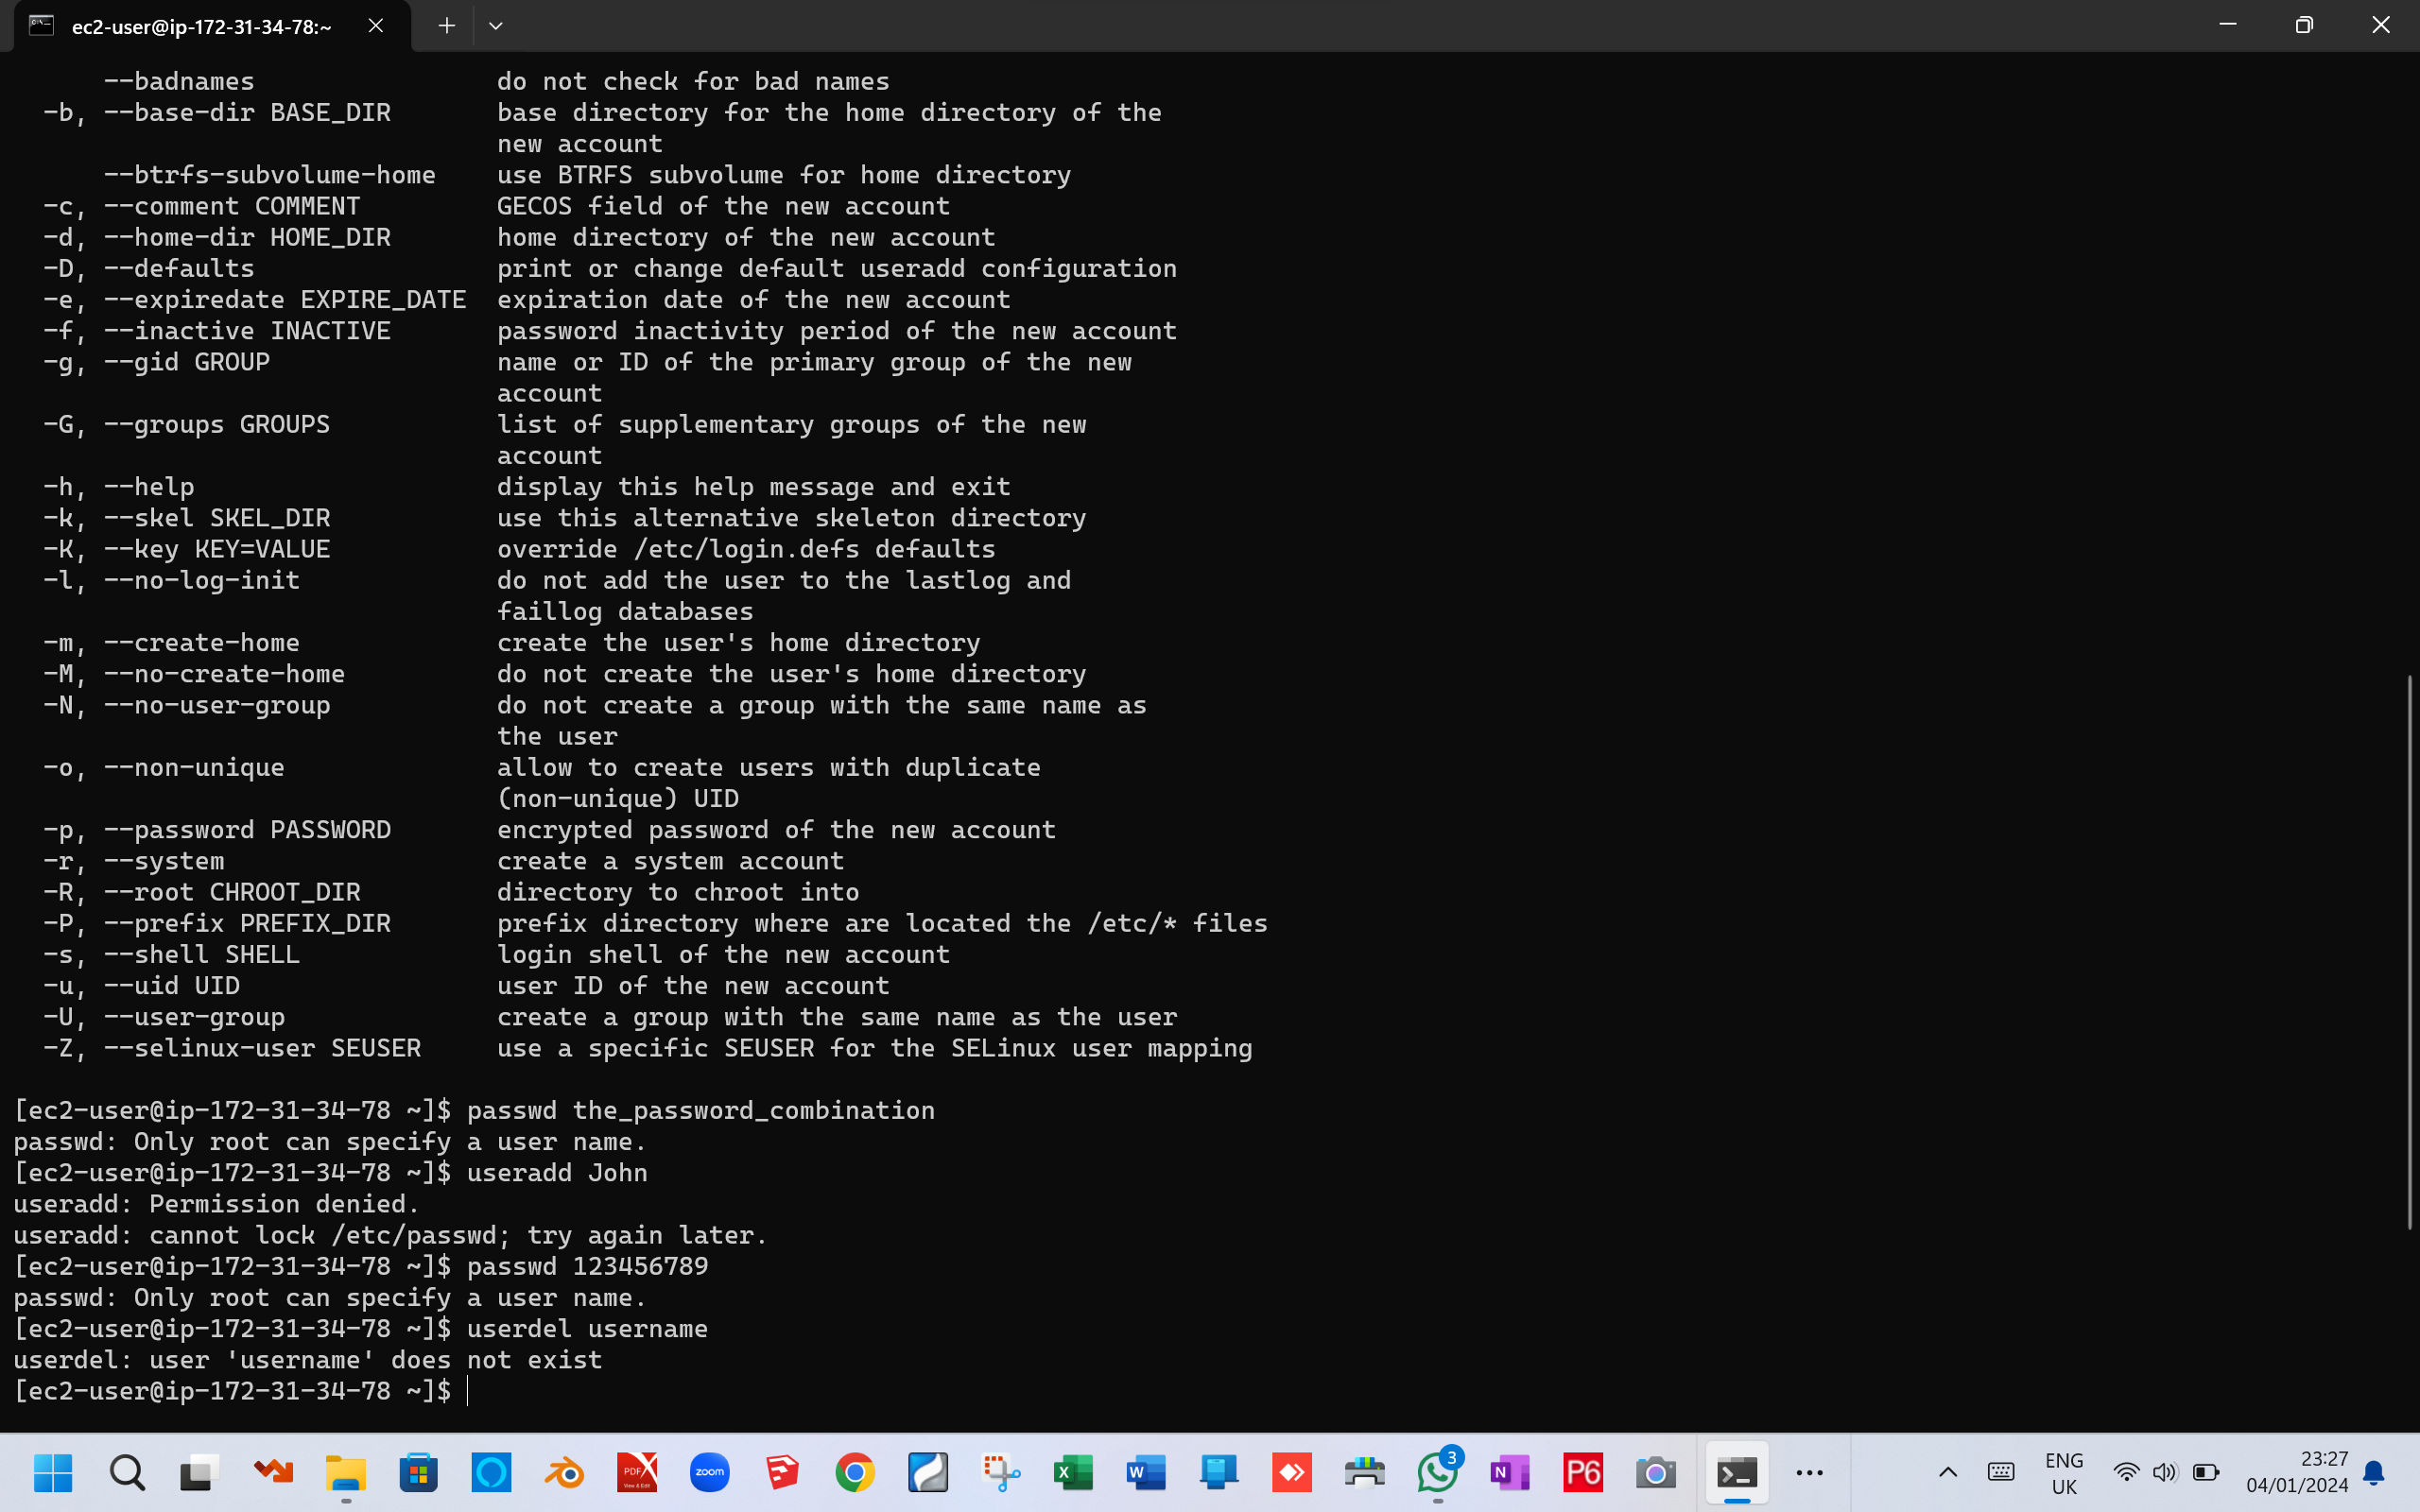 ec2-user@ip-172-31-34-78:~
--badnames do not check for bad names
-b, --base-dir BASE_DIR base directory for the home directory of the
new account
--btrfs-subvolume-home use BTRFS subvolume for home directory
-c, --comment COMMENT GECOS field of the new account
-d, --home-dir HOME_DIR home directory of the new account
-D, --defaults print or change default useradd configuration
-e, --expiredate EXPIRE_DATE expiration date of the new account
-f, --inactive INACTIVE password inactivity period of the new account
-g, --gid GROUP name or ID of the primary group of the new
account
-G, --groups GROUPS list of supplementary groups of the new
account
-h, --help display this help message and exit
-k, --skel SKEL_DIR use this alternative skeleton directory
-K, --key KEY=VALUE override /etc/login.defs defaults
-l, --no-log-init do not add the user to the lastlog and
faillog databases
-m, --create-home create the user's home directory
-M, --no-create-home do not create the user's home directory
-N, --no-user-group do not create a group with the same name as
the user
-o, --non-unique allow to create users with duplicate
(non-unique) UID
-p, --password PASSWORD encrypted password of the new account
-r, --system create a system account
-R, --root CHROOT_DIR directory to chroot into
-P, --prefix PREFIX_DIR prefix directory where are located the /etc/* files
-s, --shell SHELL login shell of the new account
-u, --uid UID user ID of the new account
-U, --user-group create a group with the same name as the user
-Z, --selinux-user SEUSER use a specific SEUSER for the SELinux user mapping
[ec2-user@ip-172-31-34-78 ~]$ passwd the_password_combination
passwd: Only root can specify a user name.
[ec2-user@ip-172-31-34-78 ~]$ useradd John
useradd: Permission denied.
useradd: cannot lock /etc/passwd; try again later.
[ec2-user@ip-172-31-34-78 ~]$ passwd 123456789
passwd: Only root can specify a user name.
[ec2-user@ip-172-31-34-78 ~]$ userdel username
userdel: user 'username' does not exist
[ec2-user@ip-172-31-34-78 ~]$
PDF
View & Edit
zoom
X
W
3
N
P6
ENG
UK
23:27
04/01/2024